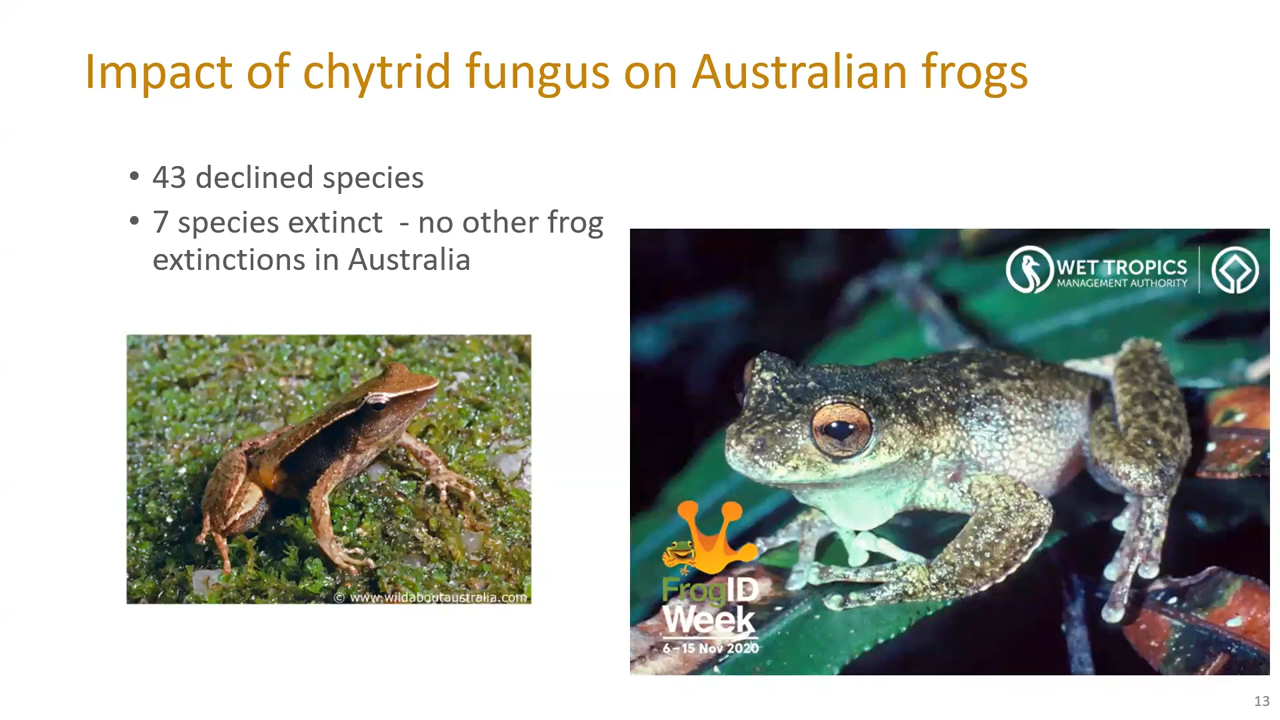 Impact of chytrid fungus on Australian frogs
• 43 declined species
• 7 species extinct - no other frog
extinctions in Australia
WET TROPICS
MANAGEMENT AUTHORITY
© www.wildaboutaustralia.com
FrogID
Week
6–15 Nov 2020
13